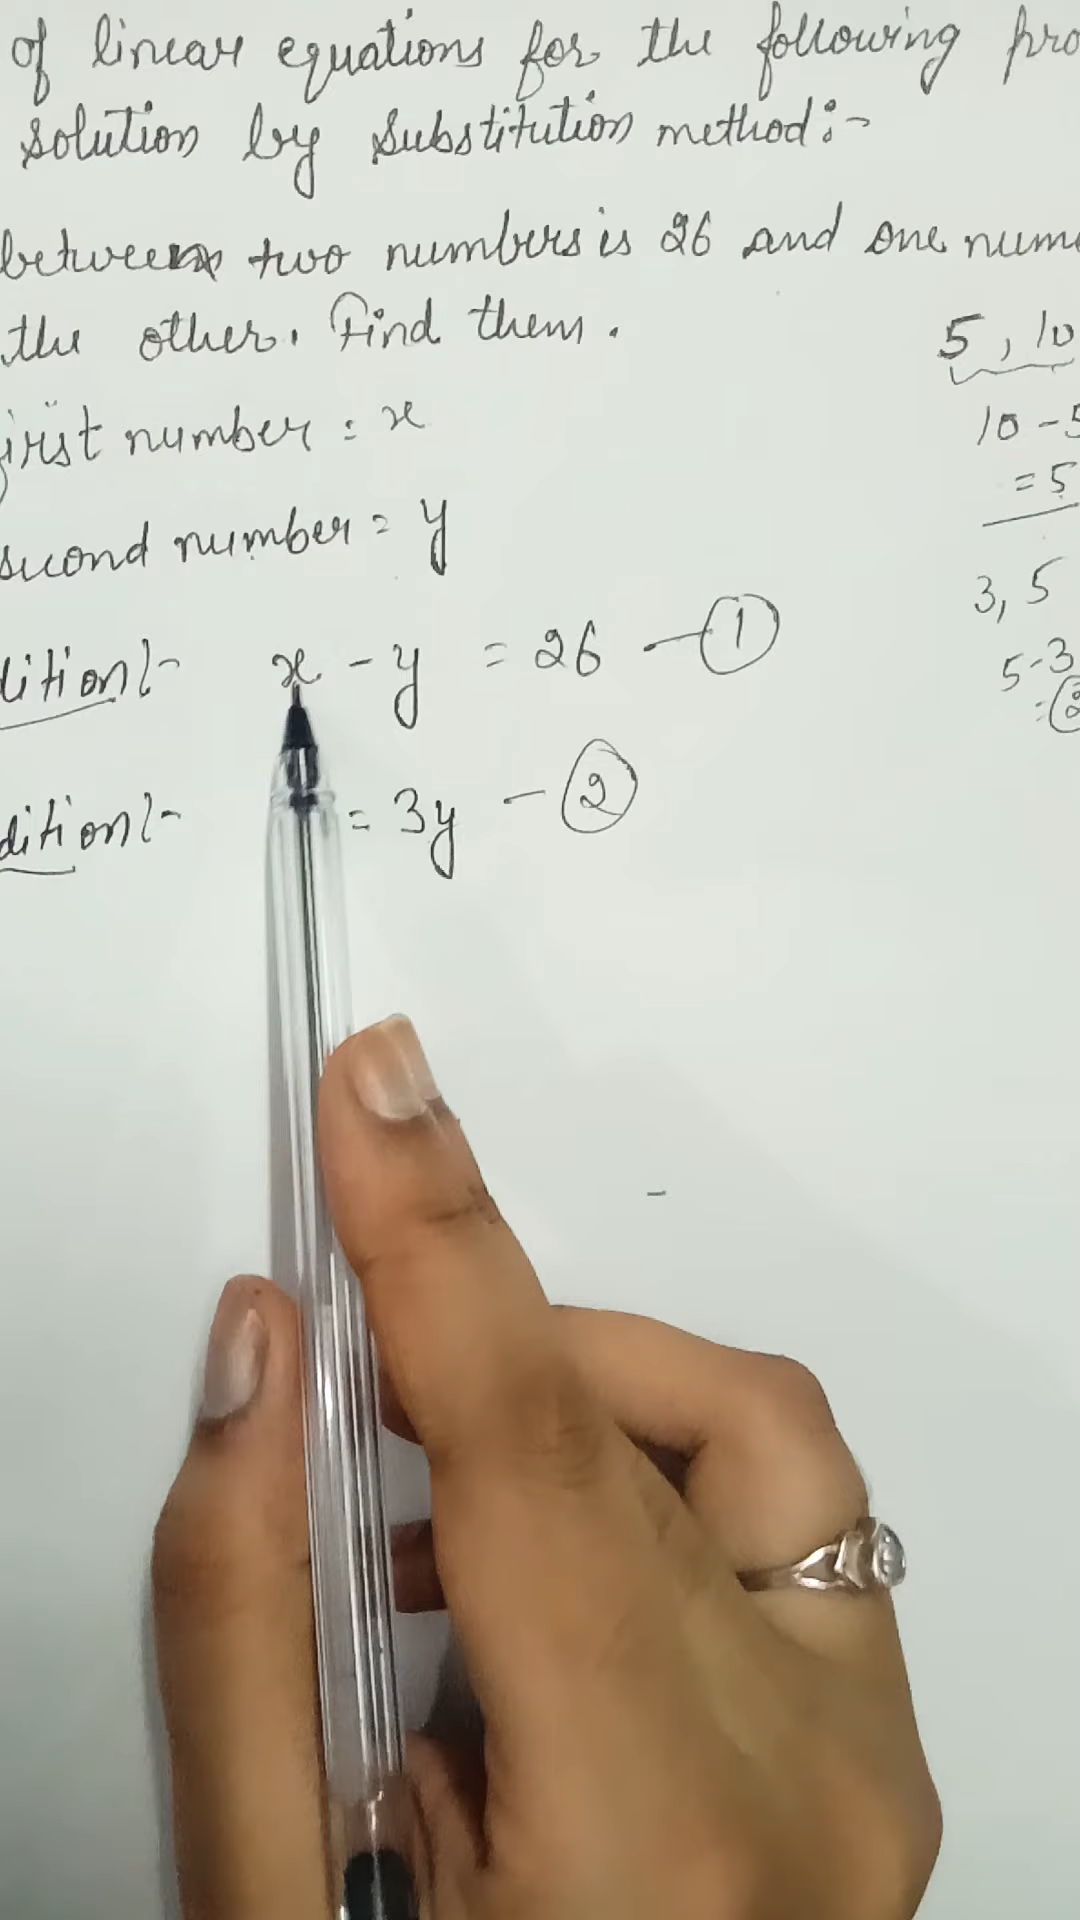 of linear equations for the following pro
solution by Substitution method:-
between two numbers is 26 and one num
the other. Find them.
first number = x
second number = y
dition:- x - y = 26 - 1
dition:- = 3y - 2
5, 10
10 - 5
= 5
3, 5
5-3
= 2